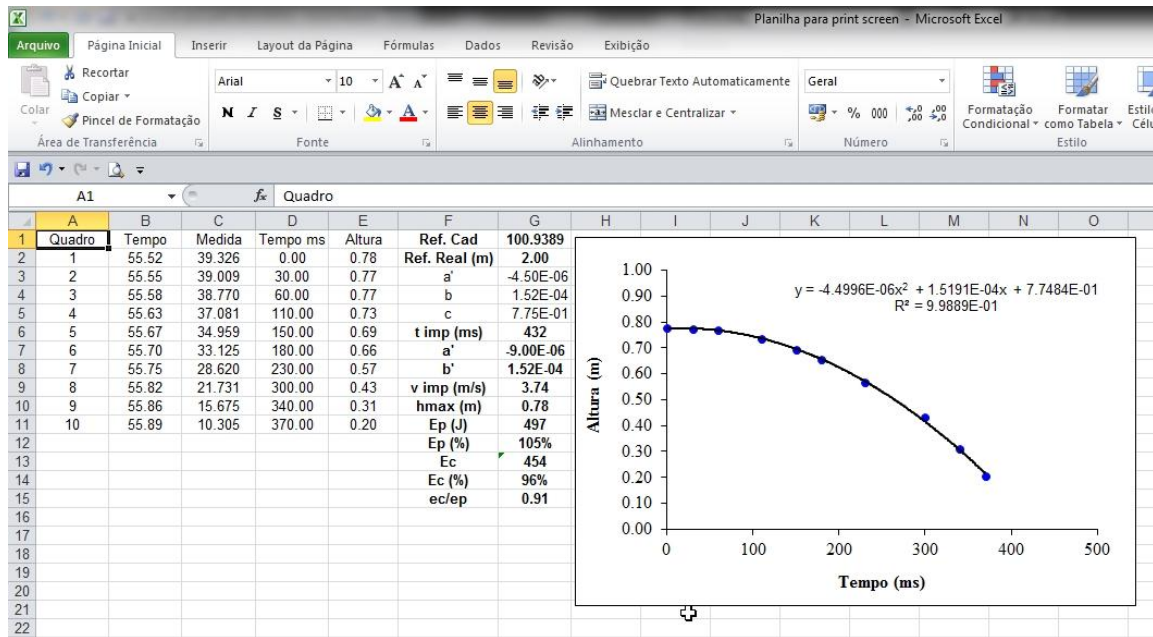 Planilha para print screen - Microsoft Excel
Arquivo Página Inicial Inserir Layout da Página Fórmulas Dados Revisão Exibição
Colar
Recortar
Copiar
Pincel de Formatação
Área de Transferência
Arial 10 A A
N I S A
Fonte
Quebrar Texto Automaticamente
Mesclar e Centralizar
Alinhamento
Geral
% 000 ,0 ,00 ,00 ,0
Número
Formatação Condicional
Formatar como Tabela
Estilo
A1 fx Quadro
A B C D E F G H I J K L M N O
1 Quadro Tempo Medida Tempo ms Altura Ref. Cad 100.9389
2 1 55.52 39.326 0.00 0.78 Ref. Real (m) 2.00
3 2 55.55 39.009 30.00 0.77 a' -4.50E-06
4 3 55.58 38.770 60.00 0.77 b 1.52E-04
5 4 55.63 37.081 110.00 0.73 c 7.75E-01
6 5 55.67 34.959 150.00 0.69 t imp (ms) 432
7 6 55.70 33.125 180.00 0.66 a' -9.00E-06
8 7 55.75 28.620 230.00 0.57 b' 1.52E-04
9 8 55.82 21.731 300.00 0.43 v imp (m/s) 3.74
10 9 55.86 15.675 340.00 0.31 hmax (m) 0.78
11 10 55.89 10.305 370.00 0.20 Ep (J) 497
12 Ep (%) 105%
13 Ec 454
14 Ec (%) 96%
15 ec/ep 0.91
16
17
18
19
20
21
22
y = -4.4996E-06x² + 1.5191E-04x + 7.7484E-01
R² = 9.9889E-01
Altura (m)
1.00
0.90
0.80
0.70
0.60
0.50
0.40
0.30
0.20
0.10
0.00
0 100 200 300 400 500
Tempo (ms)